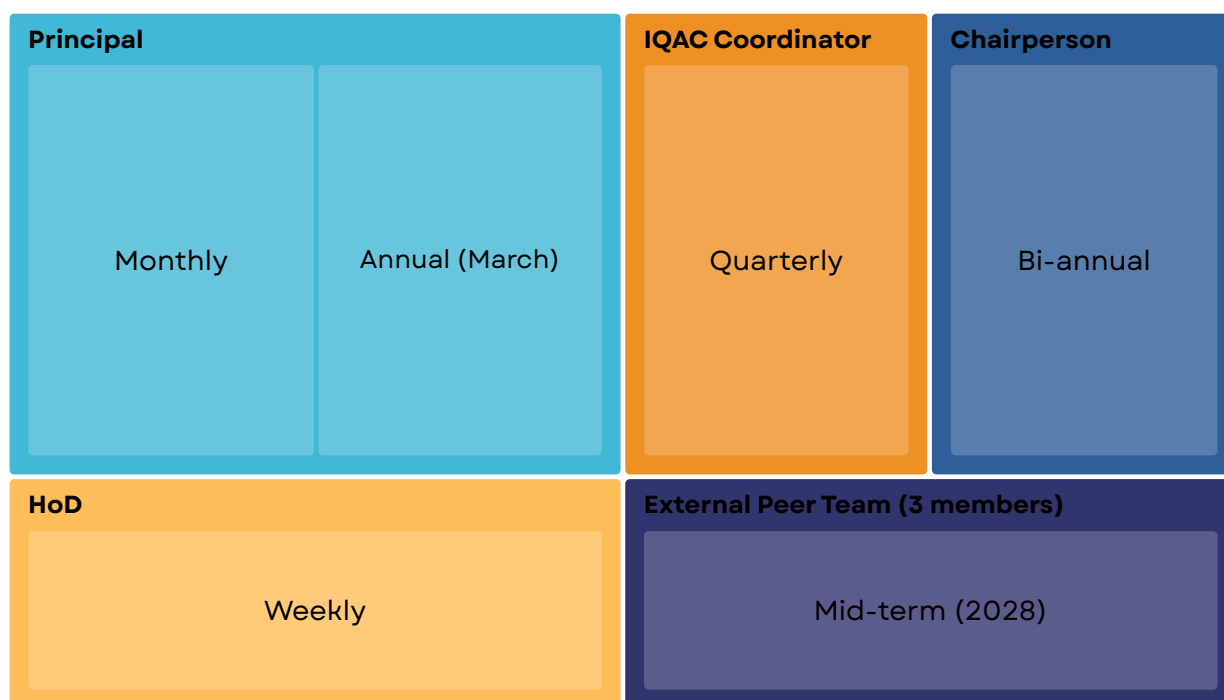 Principal
Monthly
Annual (March)
IQAC Coordinator
Quarterly
Chairperson
Bi-annual
HoD
Weekly
External Peer Team (3 members)
Mid-term (2028)